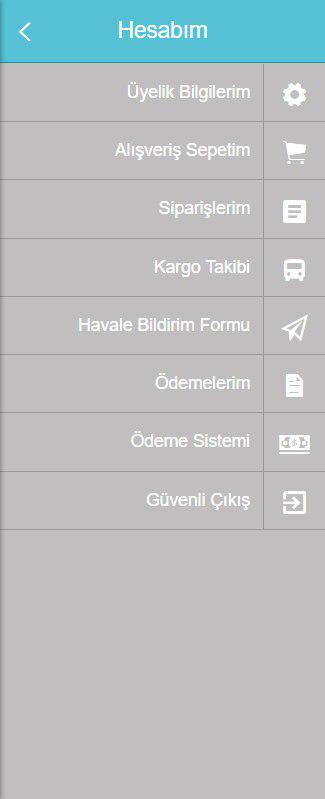 Hesabım
Üyelik Bilgilerim
Alışveriş Sepetim
Siparişlerim
Kargo Takibi
Havale Bildirim Formu
Ödemelerim
Ödeme Sistemi
Güvenli Çıkış